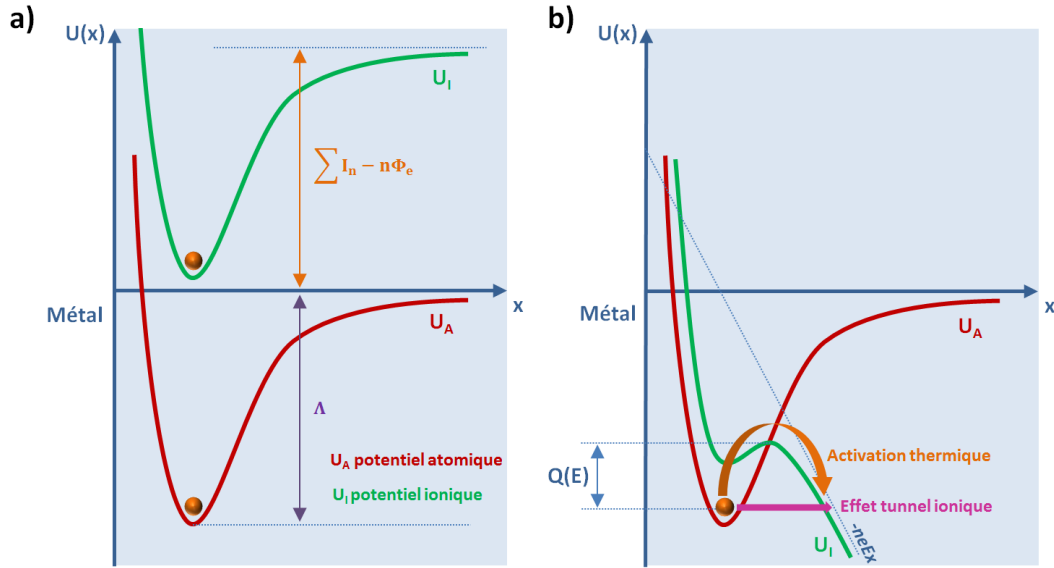 a)
U(x)
U_I
∑ I_n − nΦ_e
x
Métal
U_A
Λ
U_A potentiel atomique
U_I potentiel ionique
b)
U(x)
x
Métal
U_A
Q(E)
Activation thermique
Effet tunnel ionique
U_I
-neEx